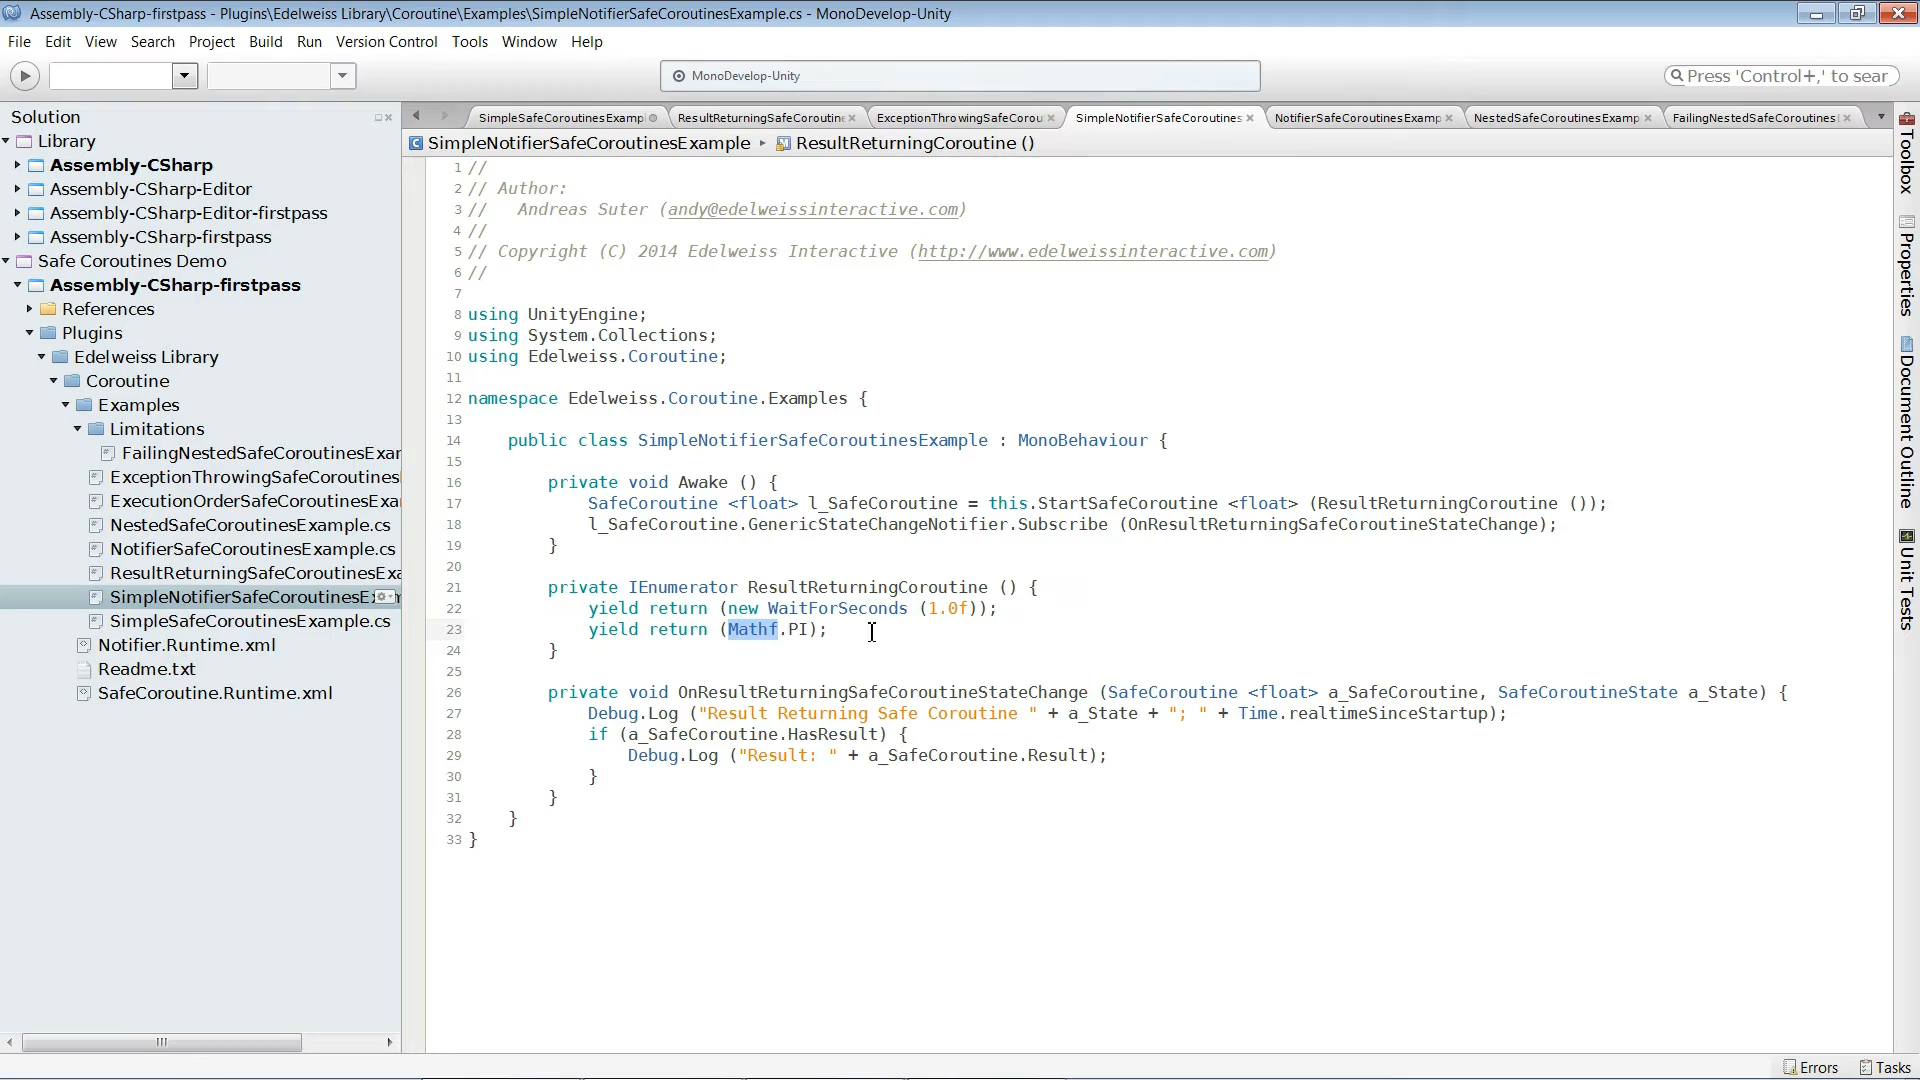 Assembly-CSharp-firstpass - Plugins\Edelweiss Library\Coroutine\Examples\SimpleNotifierSafeCoroutinesExample.cs - MonoDevelop-Unity
File Edit View Search Project Build Run Version Control Tools Window Help
MonoDevelop-Unity
Press 'Control+,' to sear
Solution
Library
Assembly-CSharp
Assembly-CSharp-Editor
Assembly-CSharp-Editor-firstpass
Assembly-CSharp-firstpass
Safe Coroutines Demo
Assembly-CSharp-firstpass
References
Plugins
Edelweiss Library
Coroutine
Examples
Limitations
FailingNestedSafeCoroutinesExar
ExceptionThrowingSafeCoroutines
ExecutionOrderSafeCoroutinesExa
NestedSafeCoroutinesExample.cs
NotifierSafeCoroutinesExample.cs
ResultReturningSafeCoroutinesExa
SimpleNotifierSafeCoroutinesEx
SimpleSafeCoroutinesExample.cs
Notifier.Runtime.xml
Readme.txt
SafeCoroutine.Runtime.xml
SimpleSafeCoroutinesExampl ResultReturningSafeCoroutine ExceptionThrowingSafeCorou SimpleNotifierSafeCoroutines NotifierSafeCoroutinesExamp NestedSafeCoroutinesExample FailingNestedSafeCoroutines
SimpleNotifierSafeCoroutinesExample ResultReturningCoroutine ()
1 //
2 // Author:
3 //   Andreas Suter (andy@edelweissinteractive.com)
4 //
5 // Copyright (C) 2014 Edelweiss Interactive (http://www.edelweissinteractive.com)
6 //
7
8 using UnityEngine;
9 using System.Collections;
10 using Edelweiss.Coroutine;
11
12 namespace Edelweiss.Coroutine.Examples {
13
14     public class SimpleNotifierSafeCoroutinesExample : MonoBehaviour {
15
16         private void Awake () {
17             SafeCoroutine <float> l_SafeCoroutine = this.StartSafeCoroutine <float> (ResultReturningCoroutine ());
18             l_SafeCoroutine.GenericStateChangeNotifier.Subscribe (OnResultReturningSafeCoroutineStateChange);
19         }
20
21         private IEnumerator ResultReturningCoroutine () {
22             yield return (new WaitForSeconds (1.0f));
23             yield return (Mathf.PI);
24         }
25
26         private void OnResultReturningSafeCoroutineStateChange (SafeCoroutine <float> a_SafeCoroutine, SafeCoroutineState a_State) {
27             Debug.Log ("Result Returning Safe Coroutine " + a_State + "; " + Time.realtimeSinceStartup);
28             if (a_SafeCoroutine.HasResult) {
29                 Debug.Log ("Result: " + a_SafeCoroutine.Result);
30             }
31         }
32     }
33 }
Toolbox
Properties
Document Outline
Unit Tests
Errors Tasks